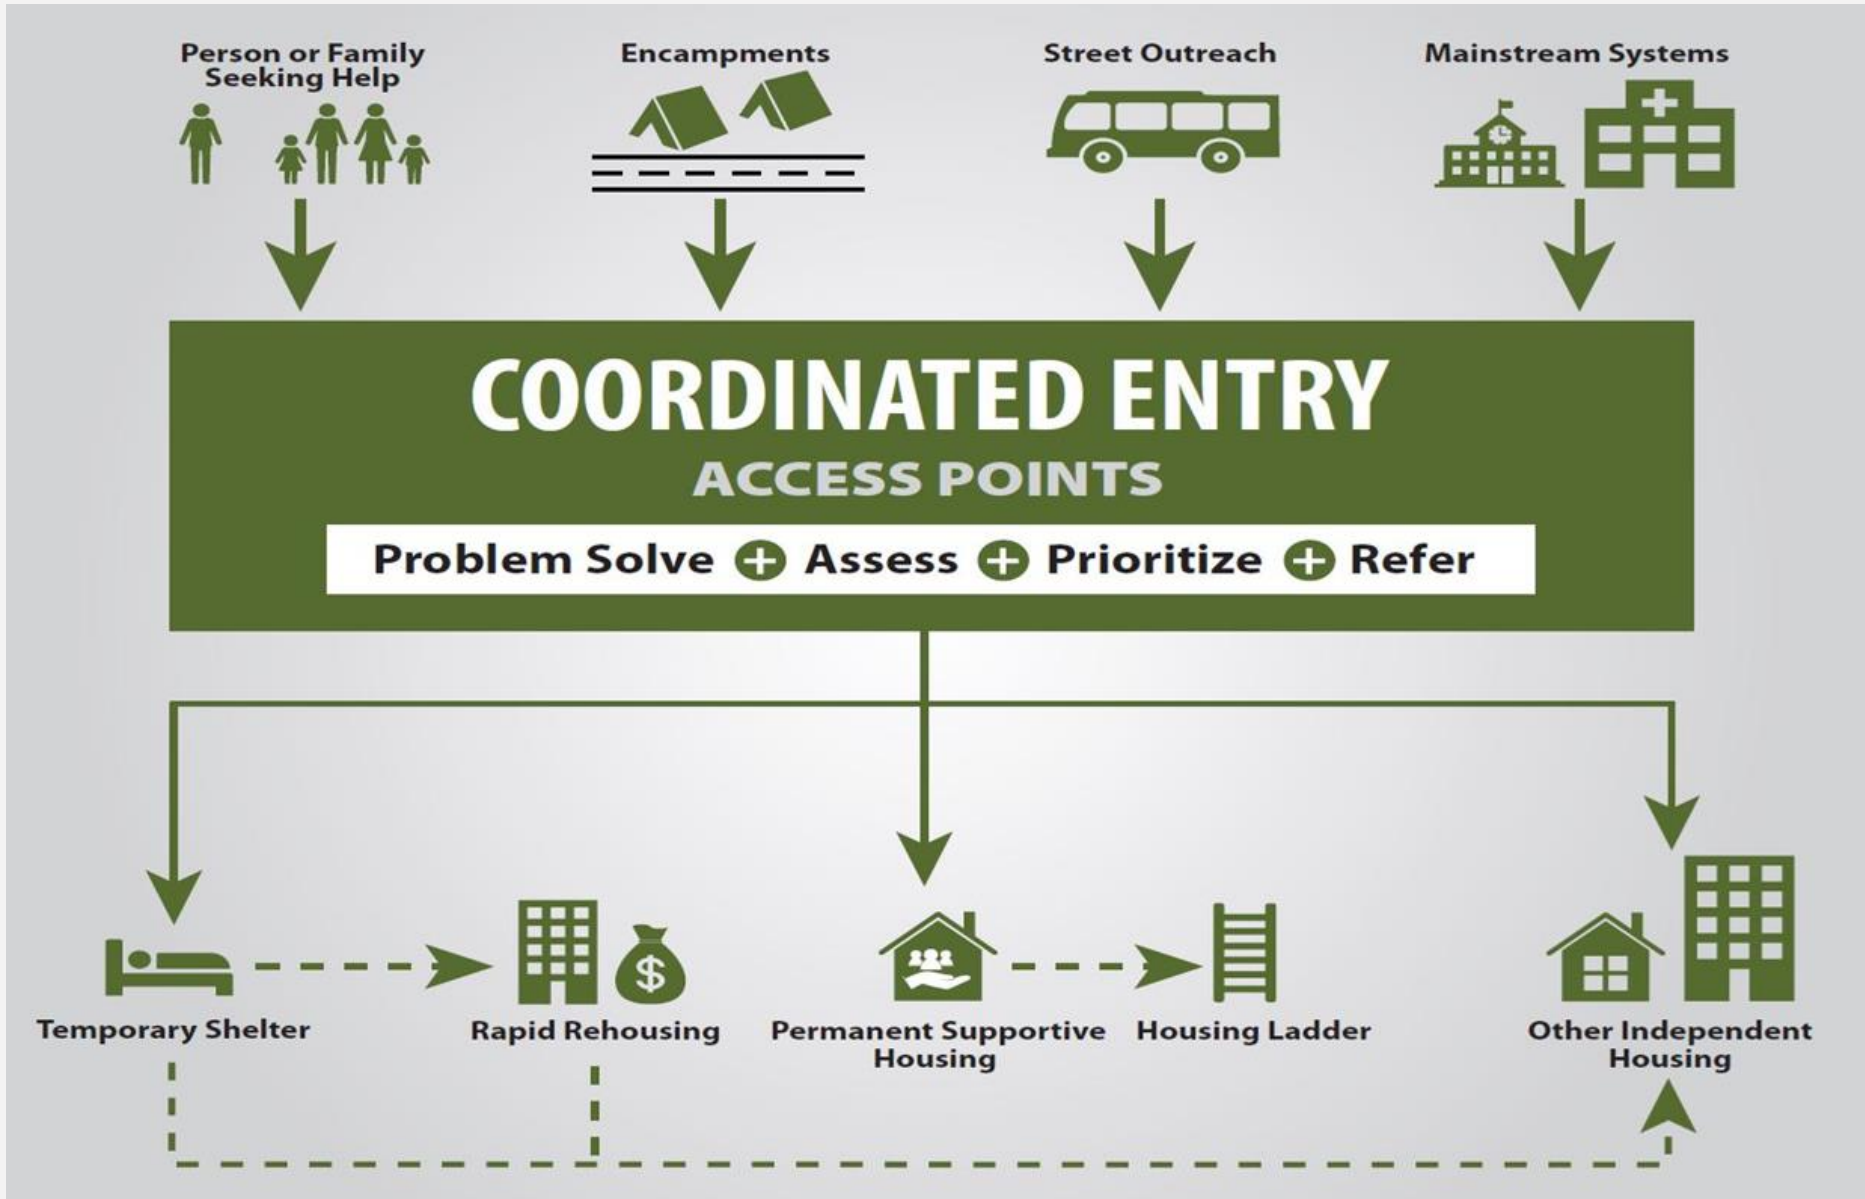 Person or Family
Seeking Help
Encampments
Street Outreach
Mainstream Systems
COORDINATED ENTRY
ACCESS POINTS
Problem Solve + Assess + Prioritize + Refer
$
Temporary Shelter
Rapid Rehousing
Permanent Supportive
Housing
Housing Ladder
Other Independent
Housing